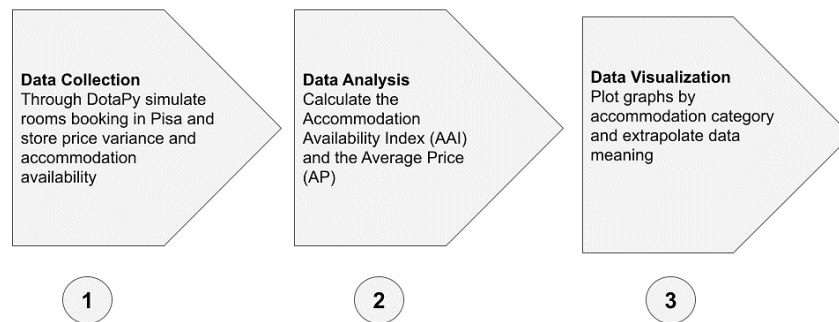 Data Collection
Through DotaPy simulate
rooms booking in Pisa and
store price variance and
accommodation
availability
1
Data Analysis
Calculate the
Accommodation
Availability Index (AAI)
and the Average Price
(AP)
2
Data Visualization
Plot graphs by
accommodation category
and extrapolate data
meaning
3